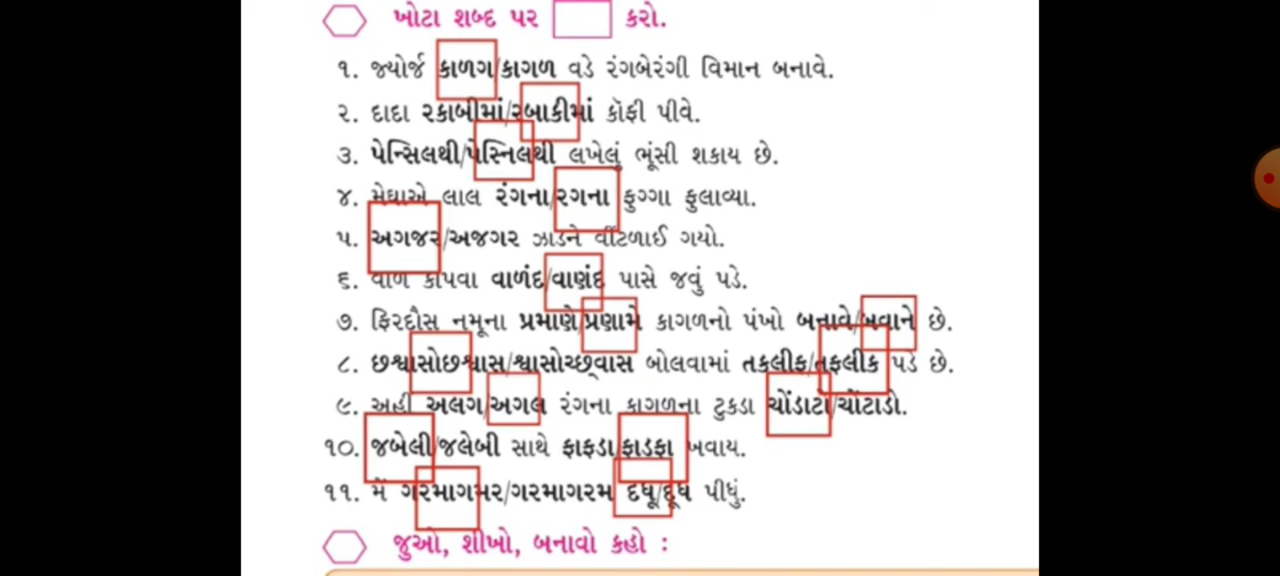 ખોટા શબ્દ પર કરો.
૧. જ્યોર્જ કાળગ/કાગળ વડે રંગબેરંગી વિમાન બનાવે.
૨. દાદા રકાબીમાં/રબાકીમાં કૉફી પીવે.
૩. પેન્સિલથી/પેસ્નિલથી લખેલું ભૂંસી શકાય છે.
૪. મેઘાએ લાલ રંગના/રગના ફુગ્ગા ફુલાવ્યા.
૫. અગજર/અજગર ઝાડને વીંટળાઈ ગયો.
૬. વાળ કાપવા વાળંદ/વાણંદ પાસે જવું પડે.
૭. ફિરદૌસ નમૂના પ્રમાણે/પ્રણામે કાગળનો પંખો બનાવે/બવાને છે.
૮. છશ્વાસોછશ્વાસ/શ્વાસોચ્છ્વાસ બોલવામાં તકલીફ/તફલીક પડે છે.
૯. અહીં અલગ/અગલ રંગના કાગળના ટુકડા ચોંડાટો/ચોંટાડો.
૧૦. જબેલી/જલેબી સાથે ફાફડા/ફાડફા ખવાય.
૧૧. મેં ગરમાગમર/ગરમાગરમ દધૂ/દૂધ પીધું.
જુઓ, શીખો, બનાવો કહો :